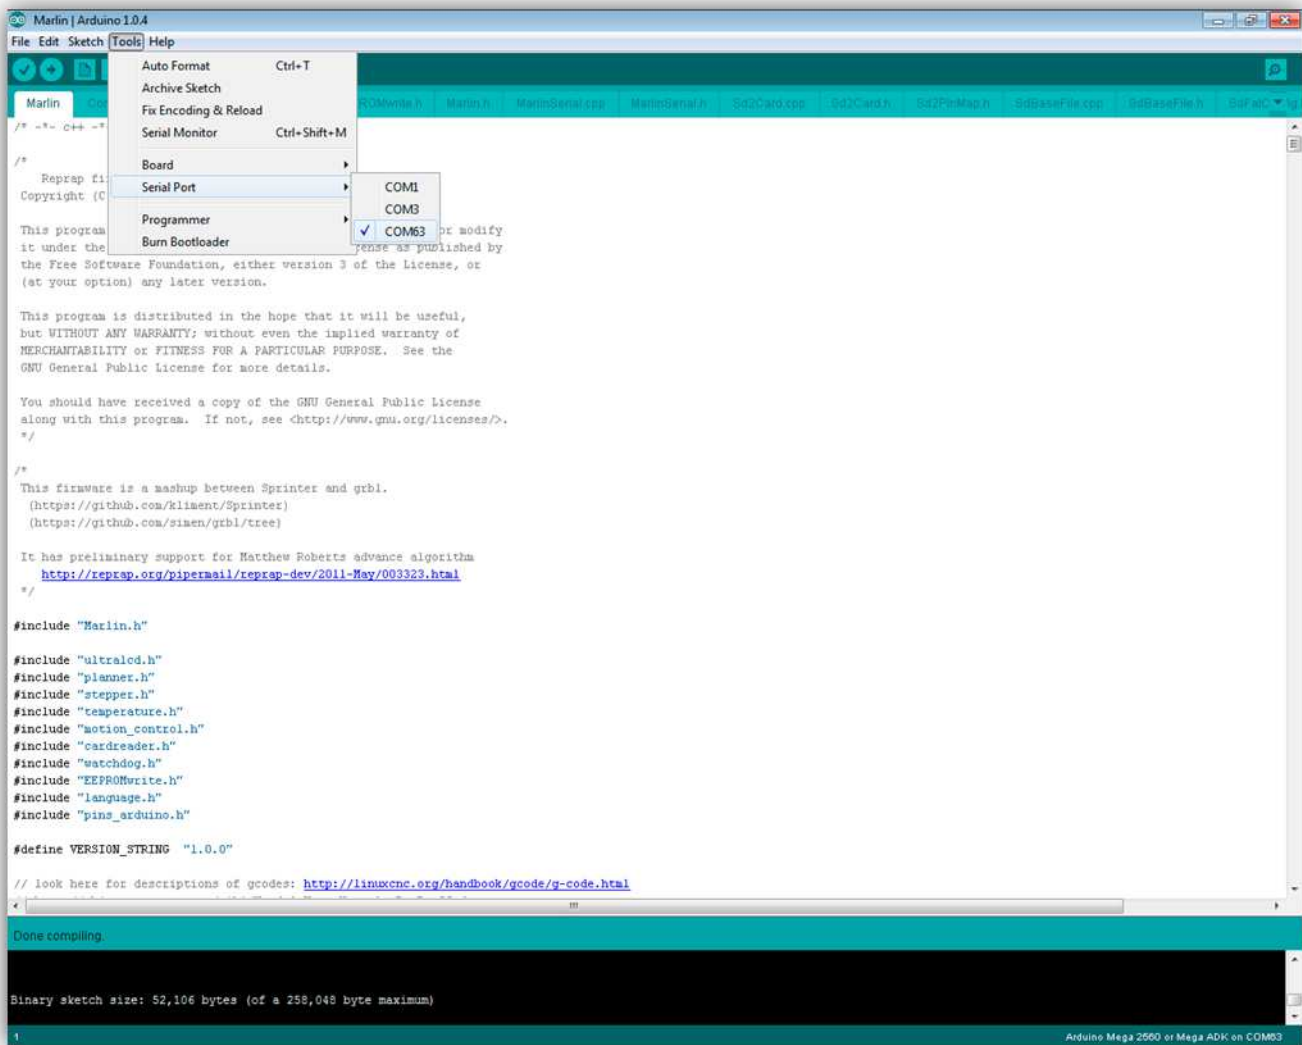 Marlin | Arduino 1.0.4
File Edit Sketch Tools Help
Auto Format Ctrl+T
Archive Sketch
Fix Encoding & Reload
Serial Monitor Ctrl+Shift+M
Board
Serial Port
Programmer
Burn Bootloader
COM1
COM3
COM63
Marlin Marlin.h MarlinSerial.cpp MarlinSerial.h Sd2Card.cpp Sd2Card.h Sd2PinMap.h SdBaseFile.cpp SdBaseFile.h
/* -*- c++ -*
/*
Reprap fi
Copyright (C
This program or modify
it under the ense as published by
the Free Software Foundation, either version 3 of the License, or
(at your option) any later version.
This program is distributed in the hope that it will be useful,
but WITHOUT ANY WARRANTY; without even the implied warranty of
MERCHANTABILITY or FITNESS FOR A PARTICULAR PURPOSE. See the
GNU General Public License for more details.
You should have received a copy of the GNU General Public License
along with this program. If not, see <http://www.gnu.org/licenses/>.
*/
/*
This firmware is a mashup between Sprinter and grbl.
(https://github.com/kliment/Sprinter)
(https://github.com/simen/grbl/tree)
It has preliminary support for Matthew Roberts advance algorithm
http://reprap.org/pipermail/reprap-dev/2011-May/003323.html
*/
#include "Marlin.h"
#include "ultralcd.h"
#include "planner.h"
#include "stepper.h"
#include "temperature.h"
#include "motion_control.h"
#include "cardreader.h"
#include "watchdog.h"
#include "EEPROMwrite.h"
#include "language.h"
#include "pins_arduino.h"
#define VERSION_STRING "1.0.0"
// look here for descriptions of gcodes: http://linuxcnc.org/handbook/gcode/g-code.html
Done compiling.
Binary sketch size: 52,106 bytes (of a 258,048 byte maximum)
1 Arduino Mega 2560 or Mega ADK on COM63